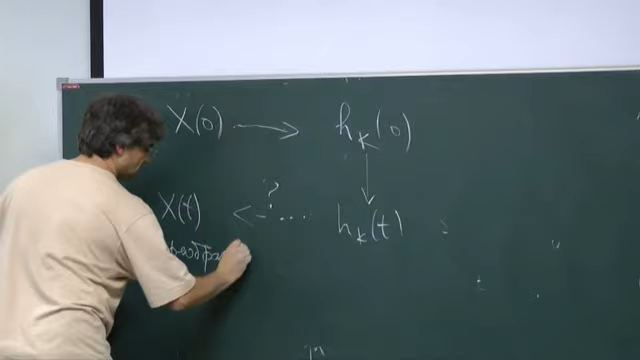 X(0) → h_k(0)
↓
?
X(t) ← .... h_k(t)